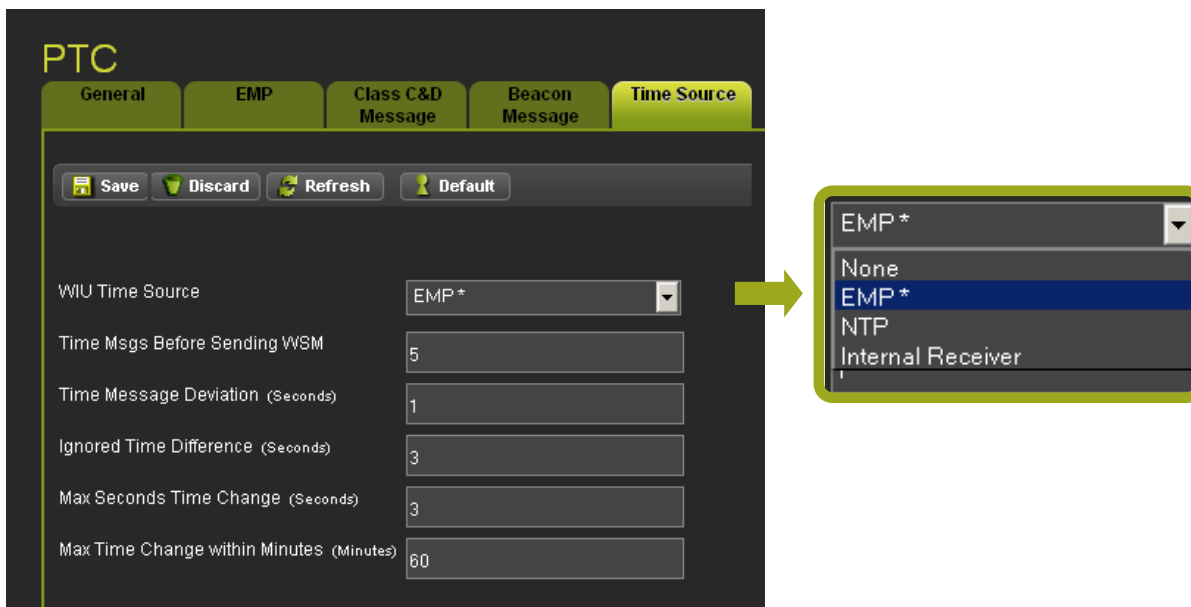 PTC
General
EMP
Class C&D
Message
Beacon
Message
Time Source
Save
Discard
Refresh
Default
WIU Time Source
EMP*
Time Msgs Before Sending WSM
5
Time Message Deviation (Seconds)
1
Ignored Time Difference (Seconds)
3
Max Seconds Time Change (Seconds)
3
Max Time Change within Minutes (Minutes)
60
EMP*
None
EMP*
NTP
Internal Receiver